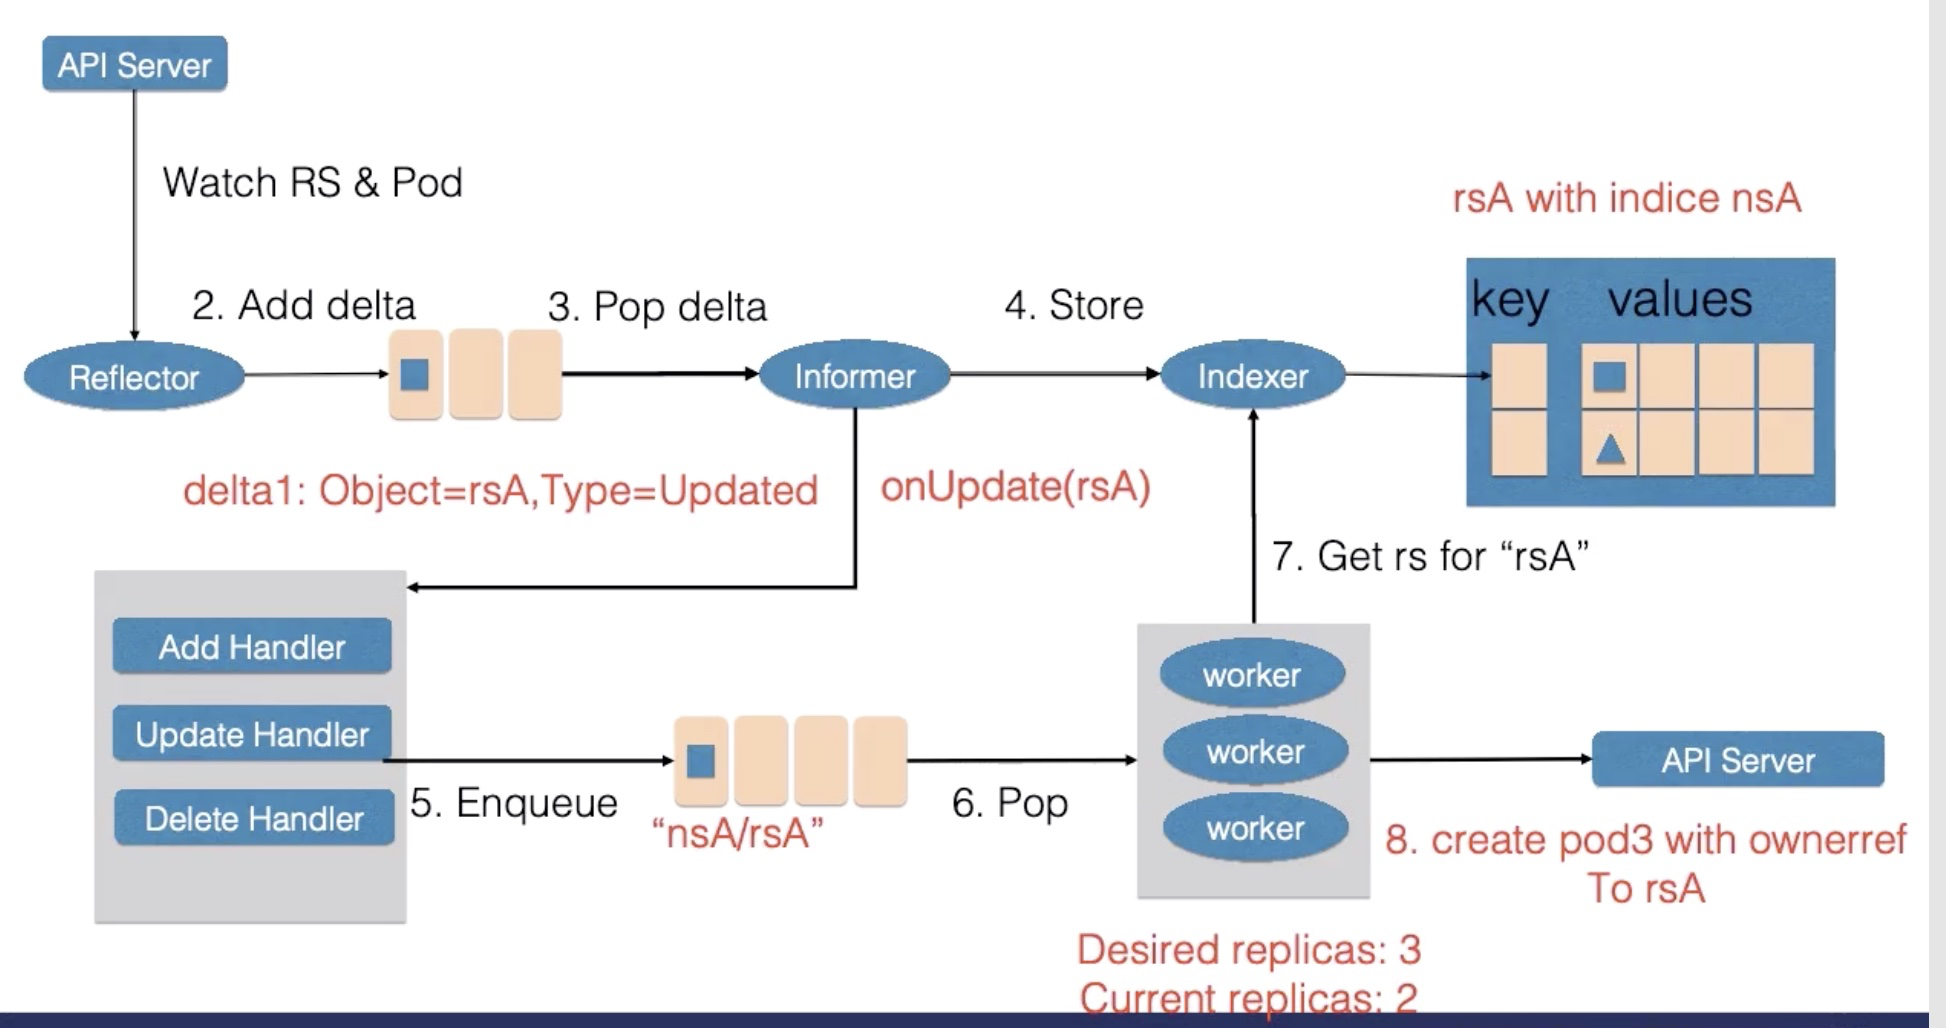 API Server
Watch RS & Pod
rsA with indice nsA
key values
2. Add delta
3. Pop delta
4. Store
Reflector
Informer
Indexer
delta1: Object=rsA,Type=Updated
onUpdate(rsA)
7. Get rs for “rsA”
Add Handler
Update Handler
Delete Handler
5. Enqueue
“nsA/rsA”
6. Pop
worker
worker
worker
API Server
8. create pod3 with ownerref
To rsA
Desired replicas: 3
Current replicas: 2